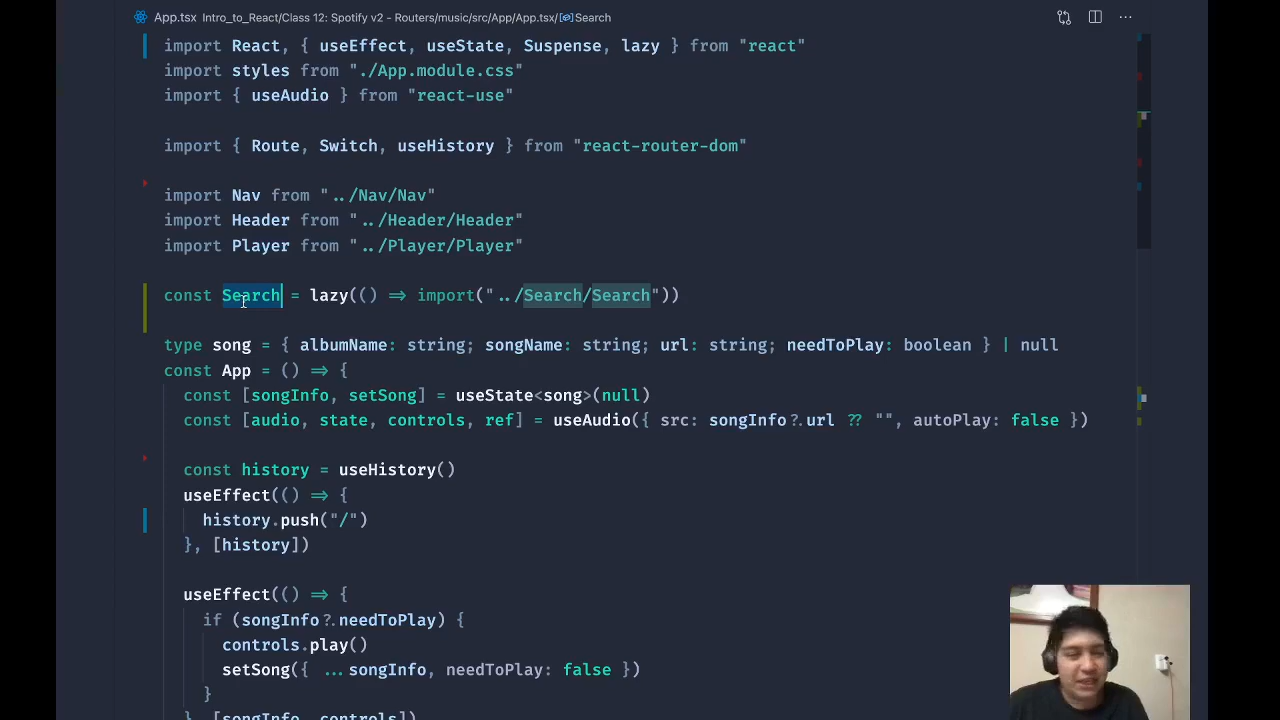 App.tsx Intro_to_React/Class 12: Spotify v2 - Routers/music/src/App/App.tsx/Search
import React, { useEffect, useState, Suspense, lazy } from "react"
import styles from "./App.module.css"
import { useAudio } from "react-use"
import { Route, Switch, useHistory } from "react-router-dom"
import Nav from "../Nav/Nav"
import Header from "../Header/Header"
import Player from "../Player/Player"
const Search = lazy(() => import("../Search/Search"))
type song = { albumName: string; songName: string; url: string; needToPlay: boolean } | null
const App = () => {
const [songInfo, setSong] = useState<song>(null)
const [audio, state, controls, ref] = useAudio({ src: songInfo?.url ?? "", autoPlay: false })
const history = useHistory()
useEffect(() => {
history.push("/")
}, [history])
useEffect(() => {
if (songInfo?.needToPlay) {
controls.play()
setSong({ ...songInfo, needToPlay: false })
}
}, [songInfo, controls])